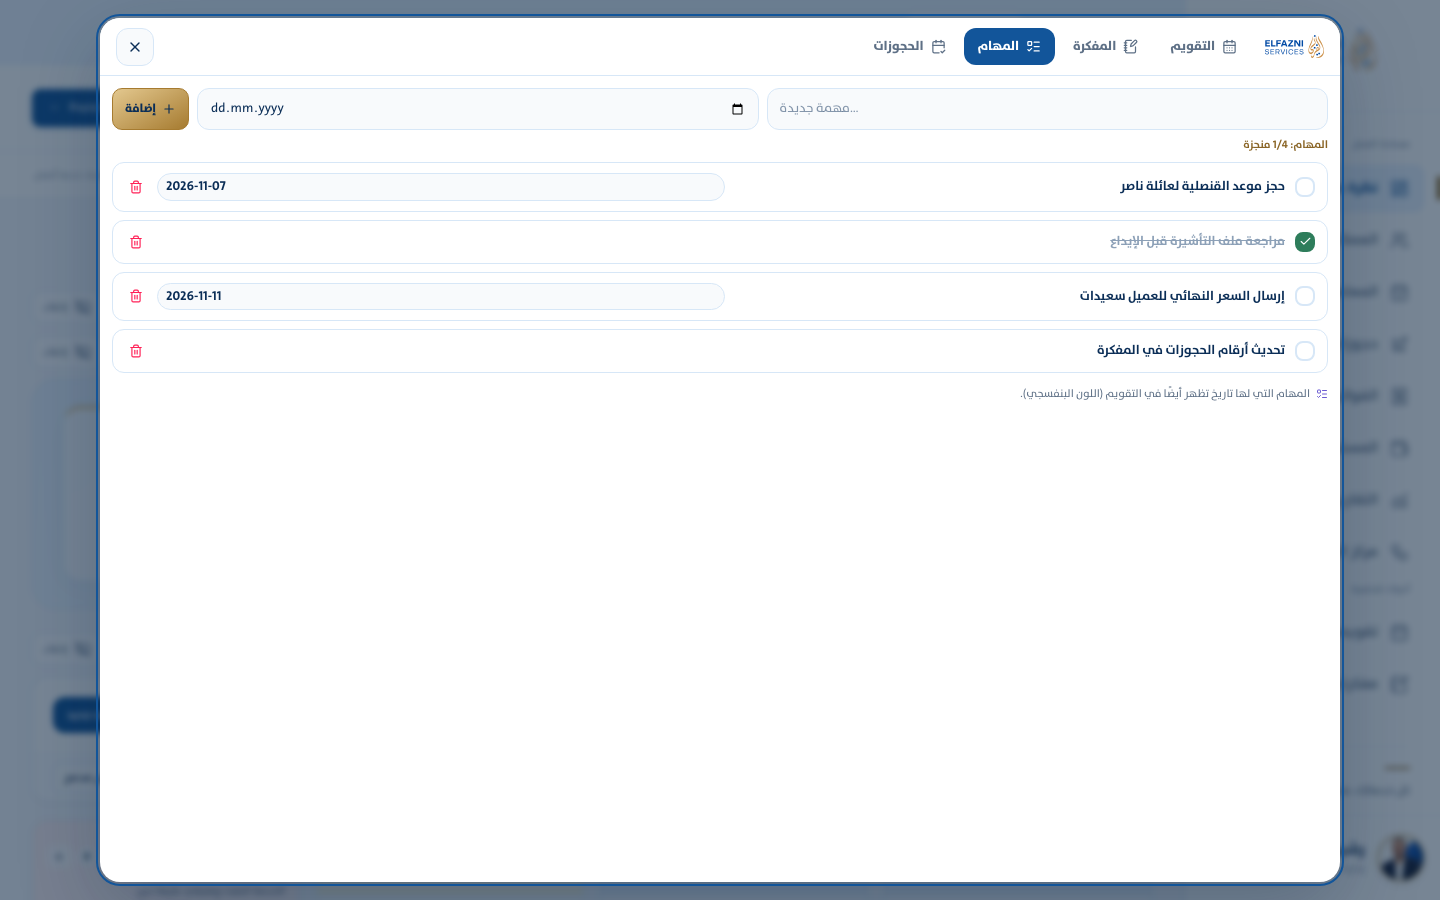 ELFAZNI
SERVICES
التقويم
المفكرة
المهام
الحجوزات
مهمة جديدة...
dd.mm.yyyy
إضافة
المهام: 1/4 منجزة
حجز موعد القنصلية لعائلة ناصر
2026-11-07
مراجعة ملف التأشيرة قبل الإيداع
إرسال السعر النهائي للعميل سعيدات
2026-11-11
تحديث أرقام الحجوزات في المفكرة
المهام التي لها تاريخ تظهر أيضًا في التقويم (اللون البنفسجي).